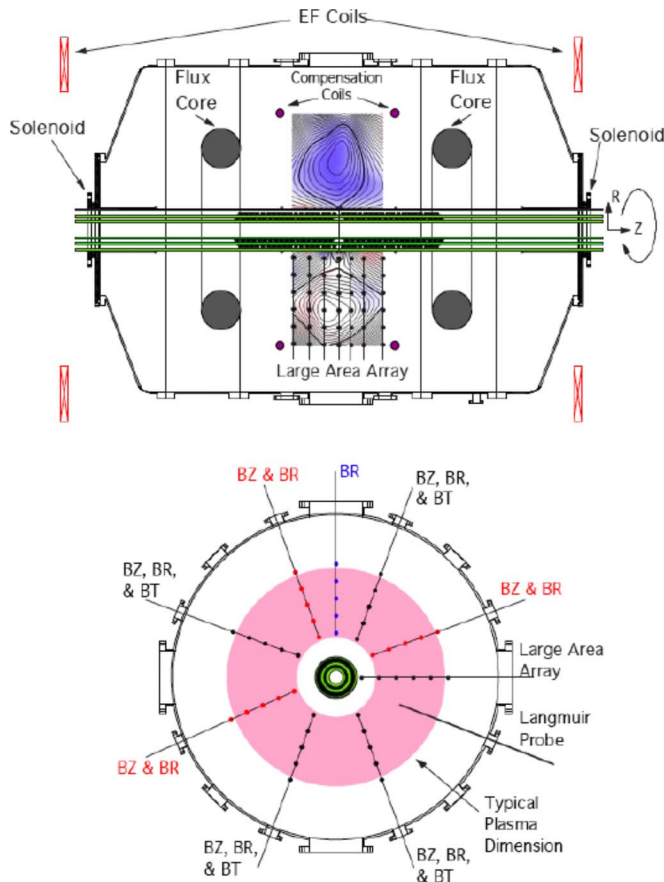 EF Coils
Flux
Core
Compensation
Coils
Flux
Core
Solenoid
Solenoid
R
Z
Large Area Array
BZ & BR
BR
BZ, BR,
& BT
BZ, BR,
& BT
BZ & BR
Large Area
Array
Langmuir
Probe
BZ & BR
Typical
Plasma
Dimension
BZ, BR,
& BT
BZ, BR,
& BT